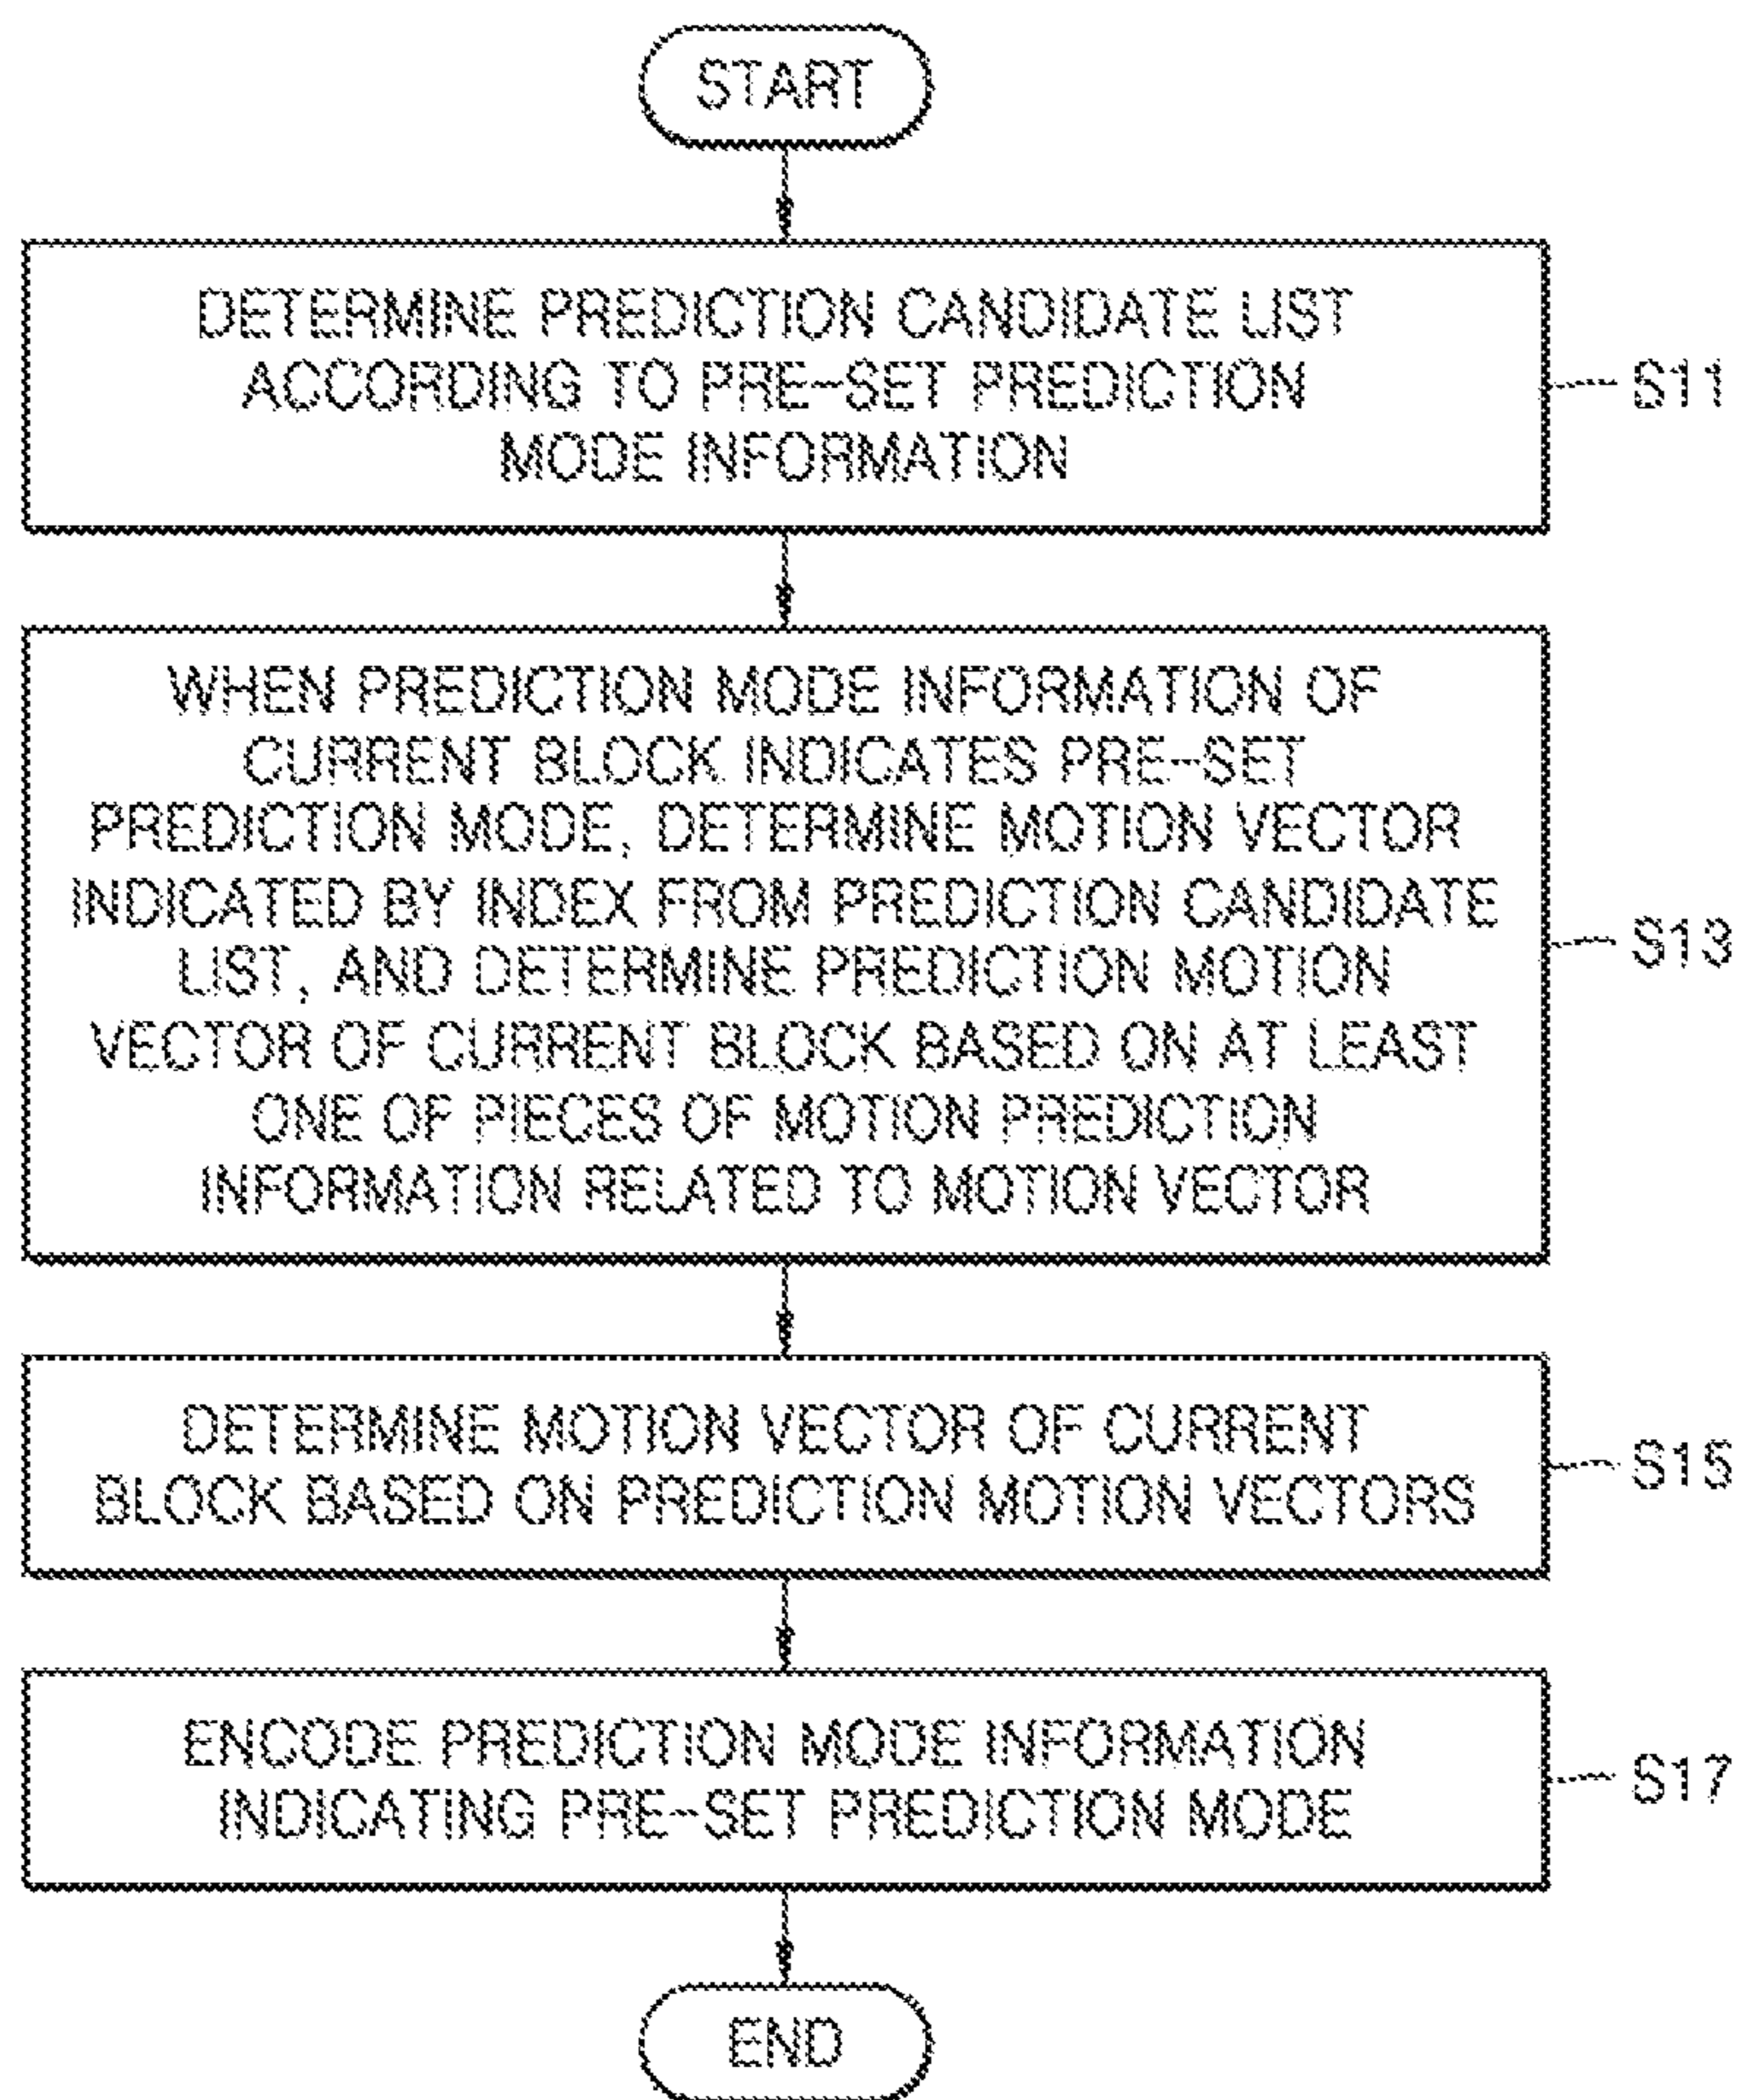 START
DETERMINE PREDICTION CANDIDATE LIST
ACCORDING TO PRE-SET PREDICTION
MODE INFORMATION
S11
WHEN PREDICTION MODE INFORMATION OF
CURRENT BLOCK INDICATES PRE-SET
PREDICTION MODE, DETERMINE MOTION VECTOR
INDICATED BY INDEX FROM PREDICTION CANDIDATE
LIST, AND DETERMINE PREDICTION MOTION
VECTOR OF CURRENT BLOCK BASED ON AT LEAST
ONE OF PIECES OF MOTION PREDICTION
INFORMATION RELATED TO MOTION VECTOR
S13
DETERMINE MOTION VECTOR OF CURRENT
BLOCK BASED ON PREDICTION MOTION VECTORS
S15
ENCODE PREDICTION MODE INFORMATION
INDICATING PRE-SET PREDICTION MODE
S17
END